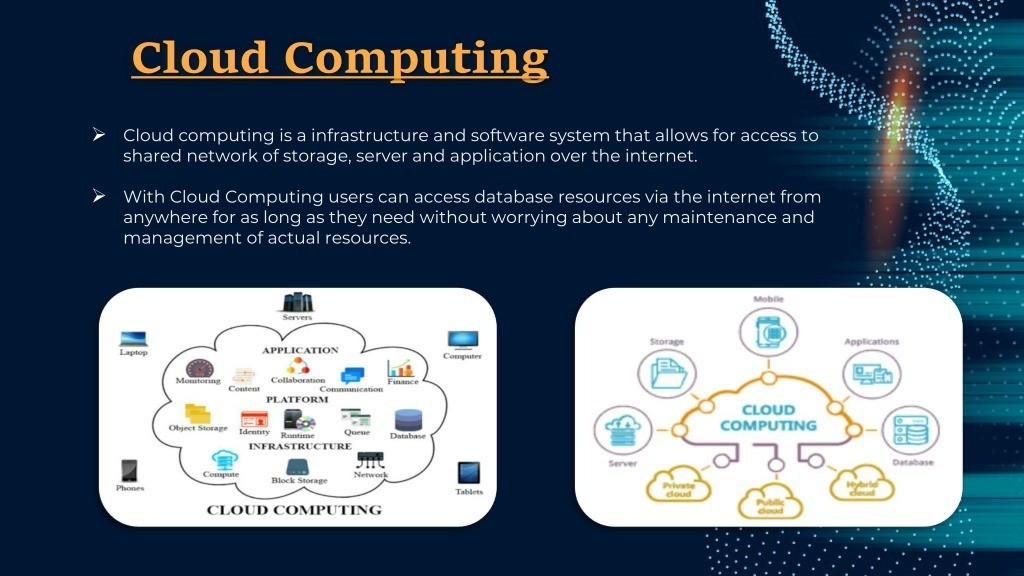 Cloud Computing
➢ Cloud computing is a infrastructure and software system that allows for access to
shared network of storage, server and application over the internet.
➢ With Cloud Computing users can access database resources via the internet from
anywhere for as long as they need without worrying about any maintenance and
management of actual resources.
Servers
Laptop
Computer
APPLICATION
Monitoring
Content
Collaboration
Communication
Finance
PLATFORM
Object Storage
Identity
Runtime
Queue
Database
INFRASTRUCTURE
Compute
Block Storage
Network
Phones
Tablets
CLOUD COMPUTING
Mobile
Storage
Applications
CLOUD
COMPUTING
Server
Database
Private
cloud
Public
cloud
Hybrid
cloud